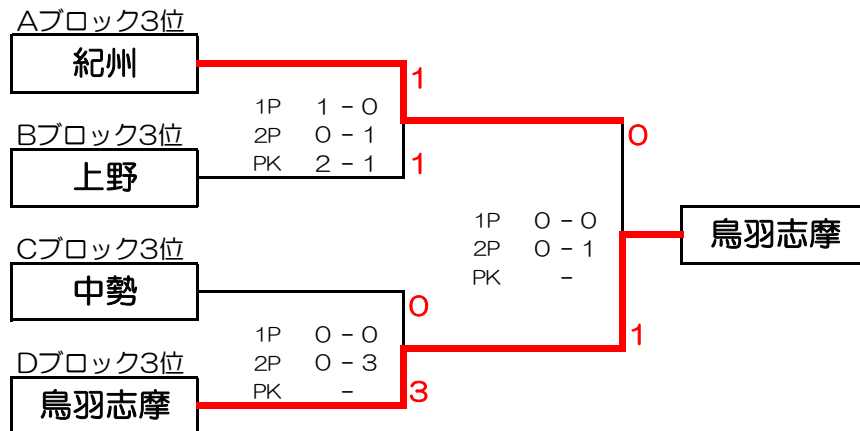 Aブロック3位
紀州
1
1P 1 - 0
2P 0 - 1
PK 2 - 1
Bブロック3位
上野
1
0
1P 0 - 0
2P 0 - 1
PK -
鳥羽志摩
Cブロック3位
中勢
0
1P 0 - 0
2P 0 - 3
PK -
1
Dブロック3位
鳥羽志摩
3